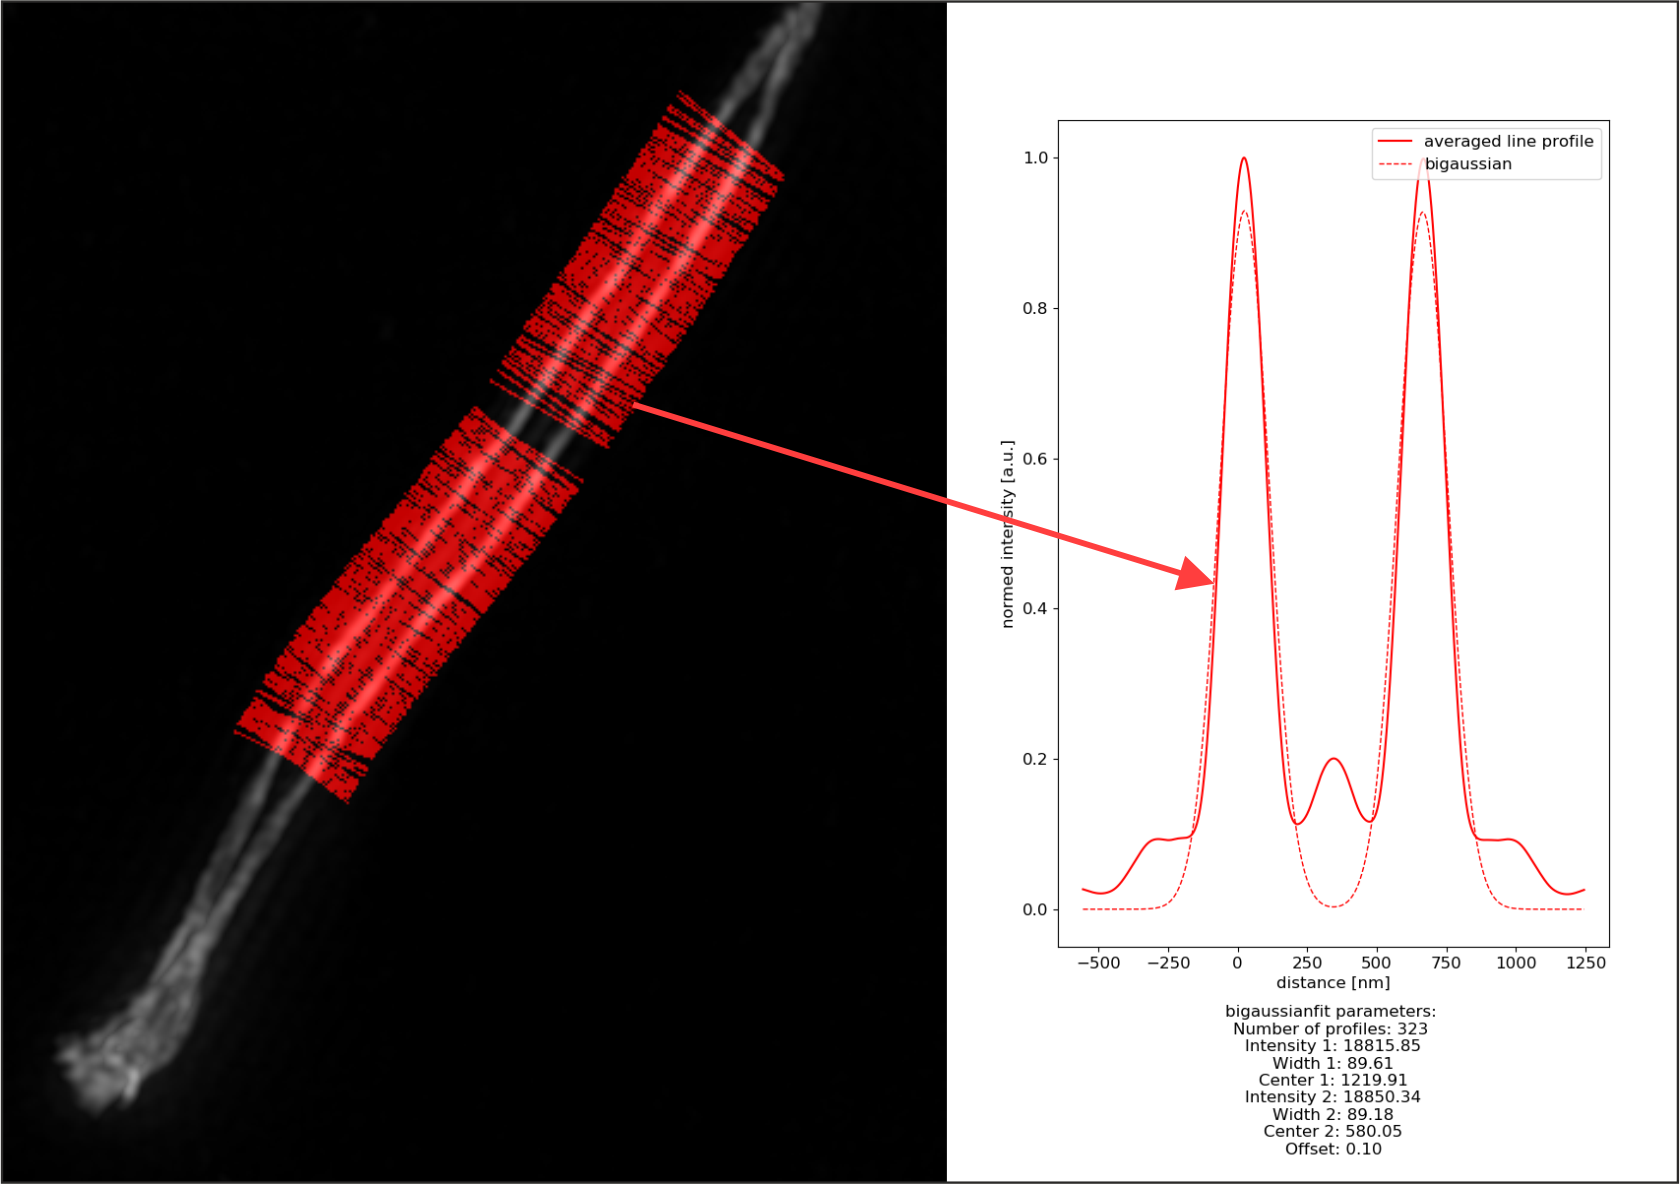 averaged line profile
bigaussian
1.0
0.8
0.6
0.4
0.2
0.0
normed intensity [a.u.]
−500 −250 0 250 500 750 1000 1250
distance [nm]
bigaussianfit parameters:
Number of profiles: 323
Intensity 1: 18815.85
Width 1: 89.61
Center 1: 1219.91
Intensity 2: 18850.34
Width 2: 89.18
Center 2: 580.05
Offset: 0.10